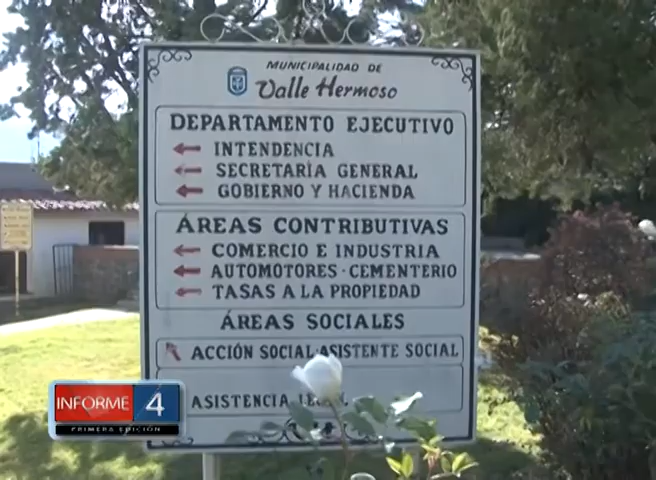 MUNICIPALIDAD DE
Valle Hermoso
DEPARTAMENTO EJECUTIVO
INTENDENCIA
SECRETARÍA GENERAL
GOBIERNO Y HACIENDA
ÁREAS CONTRIBUTIVAS
COMERCIO E INDUSTRIA
AUTOMOTORES - CEMENTERIO
TASAS A LA PROPIEDAD
ÁREAS SOCIALES
ACCIÓN SOCIAL-ASISTENTE SOCIAL
ASISTENCIA
INFORME 4
PRIMERA EDICIÓN